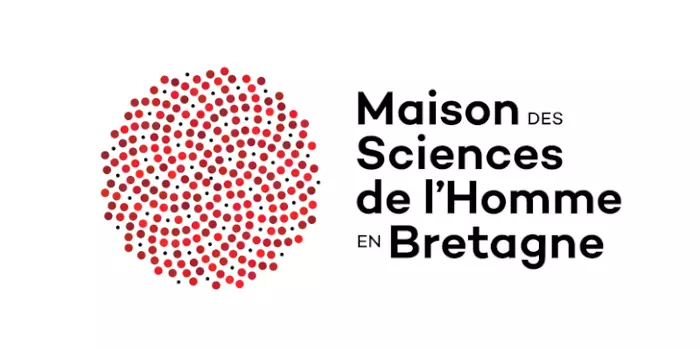 Maison DES
Sciences
de l’Homme
EN Bretagne